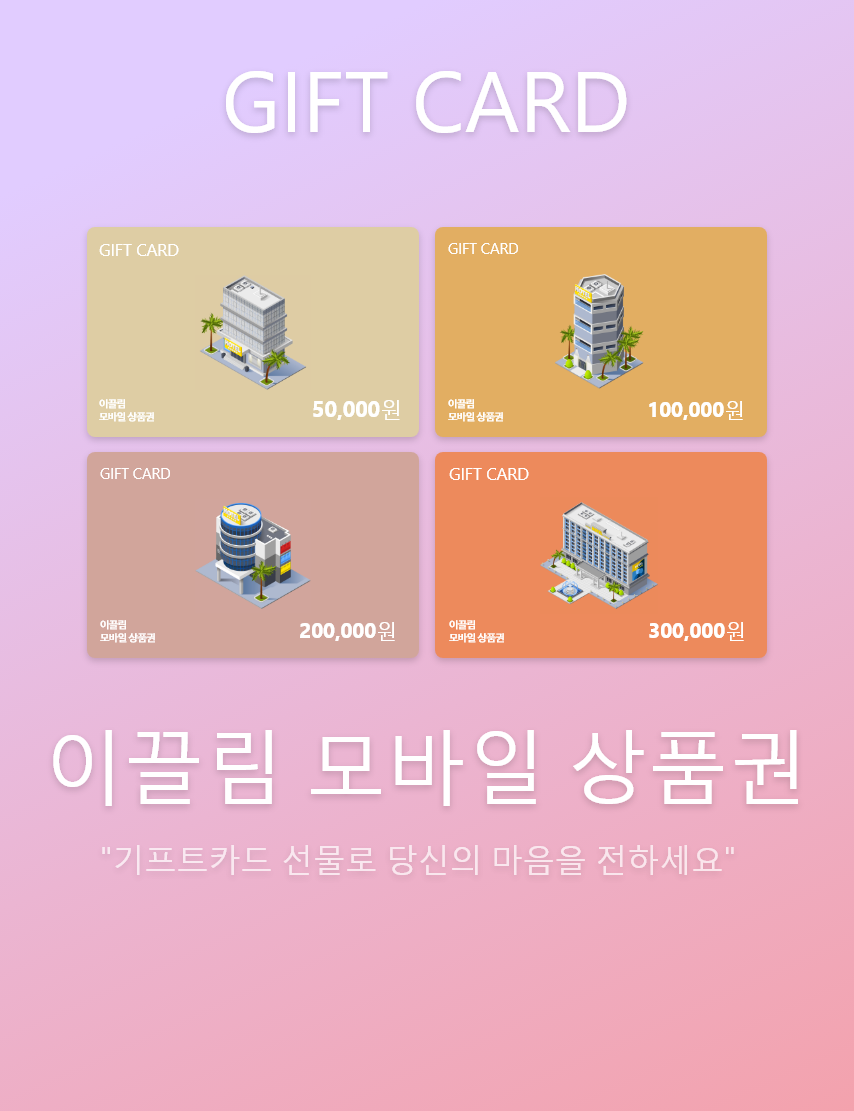 GIFT CARD
GIFT CARD
이끌림
모바일 상품권
50,000원
GIFT CARD
이끌림
모바일 상품권
100,000원
GIFT CARD
이끌림
모바일 상품권
200,000원
GIFT CARD
이끌림
모바일 상품권
300,000원
이끌림 모바일 상품권
"기프트카드 선물로 당신의 마음을 전하세요"